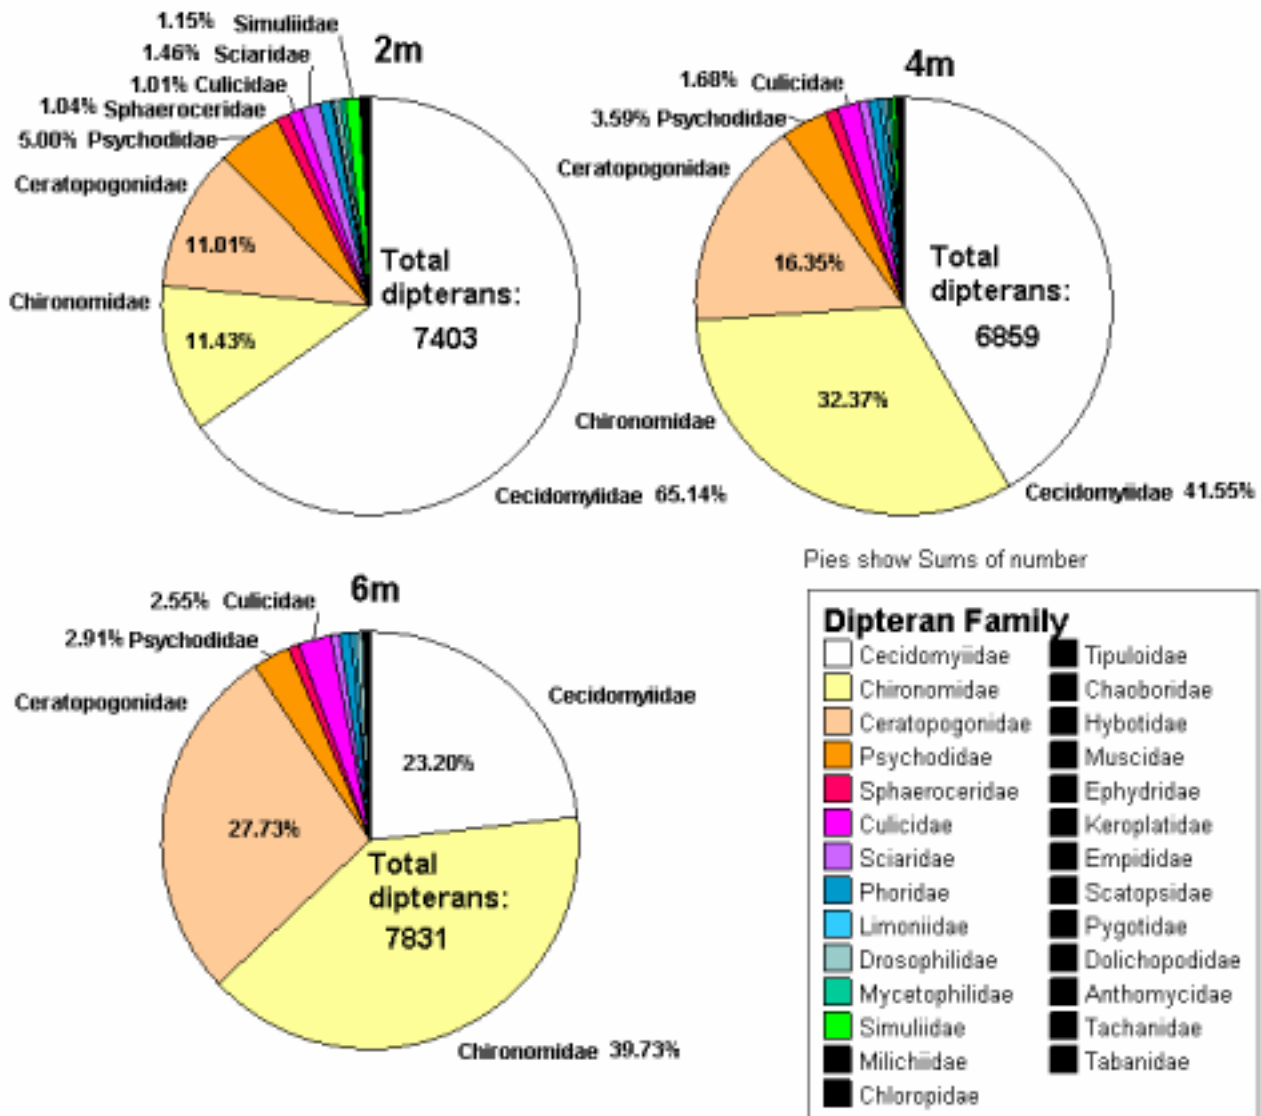 1.15% Simuliidae
1.46% Sciaridae
2m
1.01% Culicidae
1.04% Sphaeroceridae
5.00% Psychodidae
Ceratopogonidae
11.01%
Total
dipterans:
7403
Chironomidae
11.43%
Cecidomyiidae 65.14%
4m
1.68% Culicidae
3.59% Psychodidae
Ceratopogonidae
16.35%
Total
dipterans:
6859
32.37%
Chironomidae
Cecidomyiidae 41.55%
6m
2.55% Culicidae
2.91% Psychodidae
Ceratopogonidae
Cecidomyiidae
23.20%
27.73%
Total
dipterans:
7831
Chironomidae 39.73%
Pies show Sums of number
Dipteran Family
Cecidomyiidae
Chironomidae
Ceratopogonidae
Psychodidae
Sphaeroceridae
Culicidae
Sciaridae
Phoridae
Limoniidae
Drosophilidae
Mycetophilidae
Simuliidae
Milichiidae
Chloropidae
Tipuloidae
Chaoboridae
Hybotidae
Muscidae
Ephydridae
Keroplatidae
Empididae
Scatopsidae
Pygotidae
Dolichopodidae
Anthomycidae
Tachanidae
Tabanidae